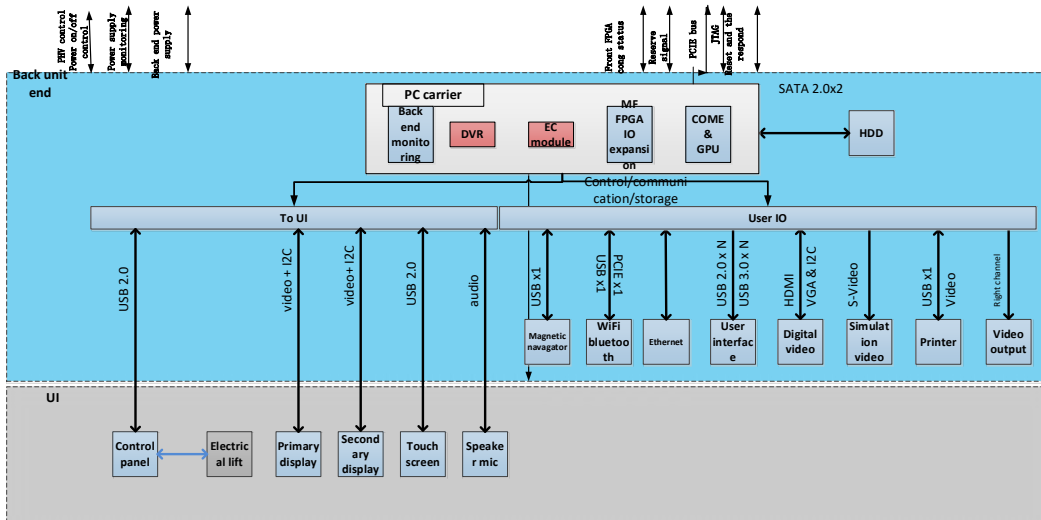 PHV control
Power on/off
control
Power supply
monitoring
Back end power
supply
Front FPGA
cong status
Reserve
signal
PCIE bus
JTAG
Reset and the
respond
Back unit
end
PC carrier
SATA 2.0x2
Back
end
monito
ring
DVR
EC
module
MF
FPGA
IO
expan
sion
COME
&
GPU
HDD
Control/communi
cation/storage
To UI
User IO
USB 2.0
video + I2C
video+ I2C
USB 2.0
audio
USB x1
PCIE x1
USB x1
USB 2.0 x N
USB 3.0 x N
HDMI
VGA & I2C
S-Video
USB x1
Video
Right channel
Magnetic
navagator
WiFi
bluetoo
th
Ethernet
User
interfac
e
Digital
video
Simulat
ion
video
Printer
Video
output
UI
Control
panel
Electric
al lift
Primary
display
Second
ary
display
Touch
screen
Speake
r mic